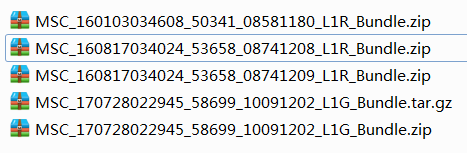 MSC_160103034608_50341_08581180_L1R_Bundle.zip
MSC_160817034024_53658_08741208_L1R_Bundle.zip
MSC_160817034024_53658_08741209_L1R_Bundle.zip
MSC_170728022945_58699_10091202_L1G_Bundle.tar.gz
MSC_170728022945_58699_10091202_L1G_Bundle.zip